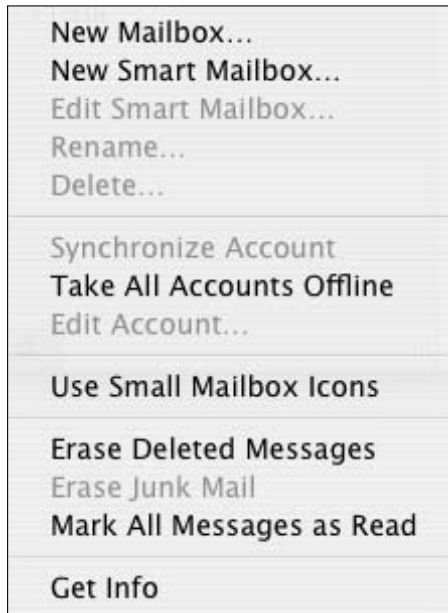 New Mailbox…
New Smart Mailbox…
Edit Smart Mailbox…
Rename…
Delete…
Synchronize Account
Take All Accounts Offline
Edit Account…
Use Small Mailbox Icons
Erase Deleted Messages
Erase Junk Mail
Mark All Messages as Read
Get Info